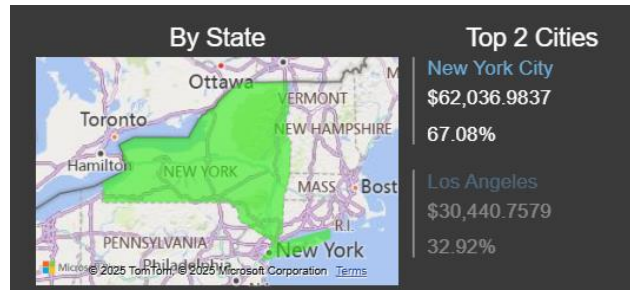 By State
Top 2 Cities
New York City
$62,036.9837
67.08%
Los Angeles
$30,440.7579
32.92%
Ottawa
VERMONT
Toronto
NEW HAMPSHIRE
Hamilton
NEW YORK
MASS
Bost
R.I.
PENNSYLVANIA
New York
Philadelphia
© 2025 TomTom, © 2025 Microsoft Corporation Terms